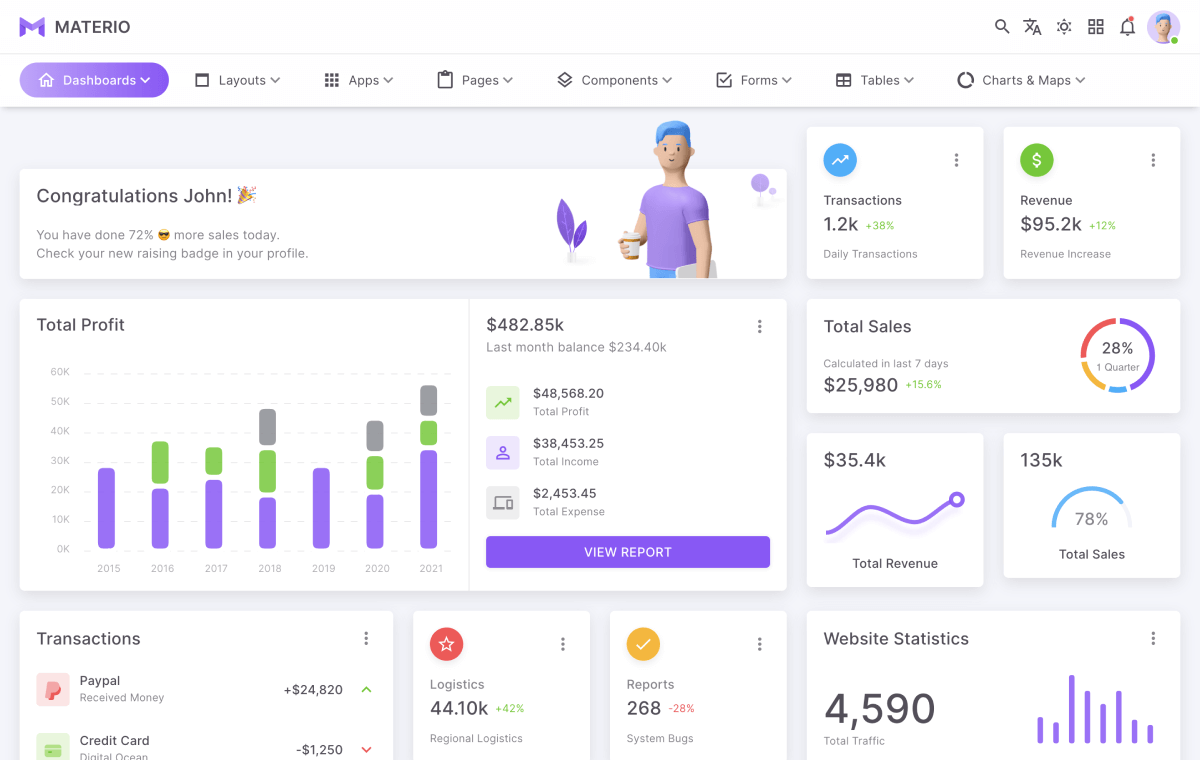 MATERIO
Dashboards
Layouts
Apps
Pages
Components
Forms
Tables
Charts & Maps
Congratulations John! 🎉
You have done 72% 😎 more sales today.
Check your new raising badge in your profile.
Transactions
1.2k +38%
Daily Transactions
$
Revenue
$95.2k +12%
Revenue Increase
Total Profit
60K
50K
40K
30K
20K
10K
0K
2015 2016 2017 2018 2019 2020 2021
$482.85k
Last month balance $234.40k
$48,568.20
Total Profit
$38,453.25
Total Income
$2,453.45
Total Expense
VIEW REPORT
Total Sales
Calculated in last 7 days
$25,980 +15.6%
28%
1 Quarter
$35.4k
Total Revenue
135k
78%
Total Sales
Transactions
Paypal
Received Money
+$24,820
Credit Card
Digital Ocean
-$1,250
Logistics
44.10k +42%
Regional Logistics
Reports
268 -28%
System Bugs
Website Statistics
4,590
Total Traffic